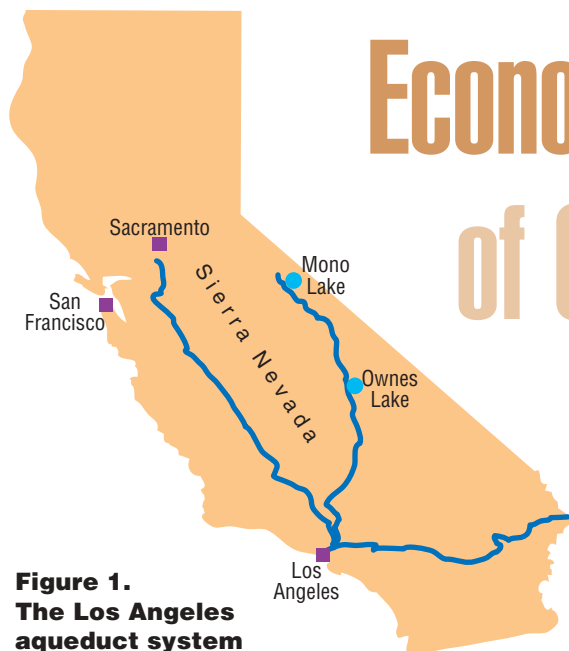 Econo
of
Sacramento
Mono
Lake
San
Francisco
Sierra Nevada
Ownes
Lake
Los
Angeles
Figure 1.
The Los Angeles
aqueduct system